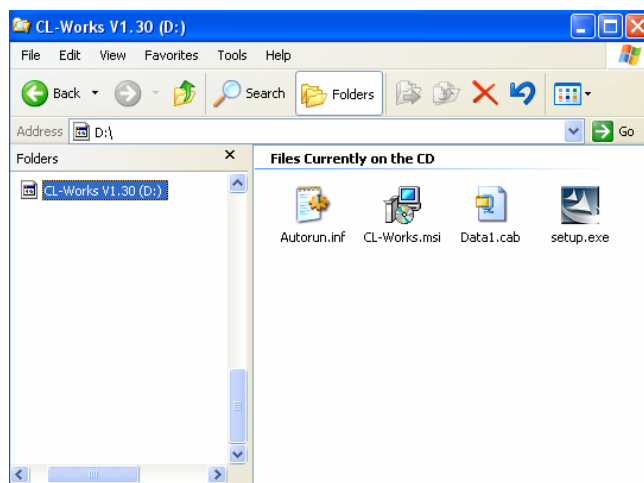 CL-Works V1.30 (D:)
File Edit View Favorites Tools Help
Back Search Folders
Address D:\ Go
Folders Files Currently on the CD
CL-Works V1.30 (D:)
Autorun.inf CL-Works.msi Data1.cab setup.exe